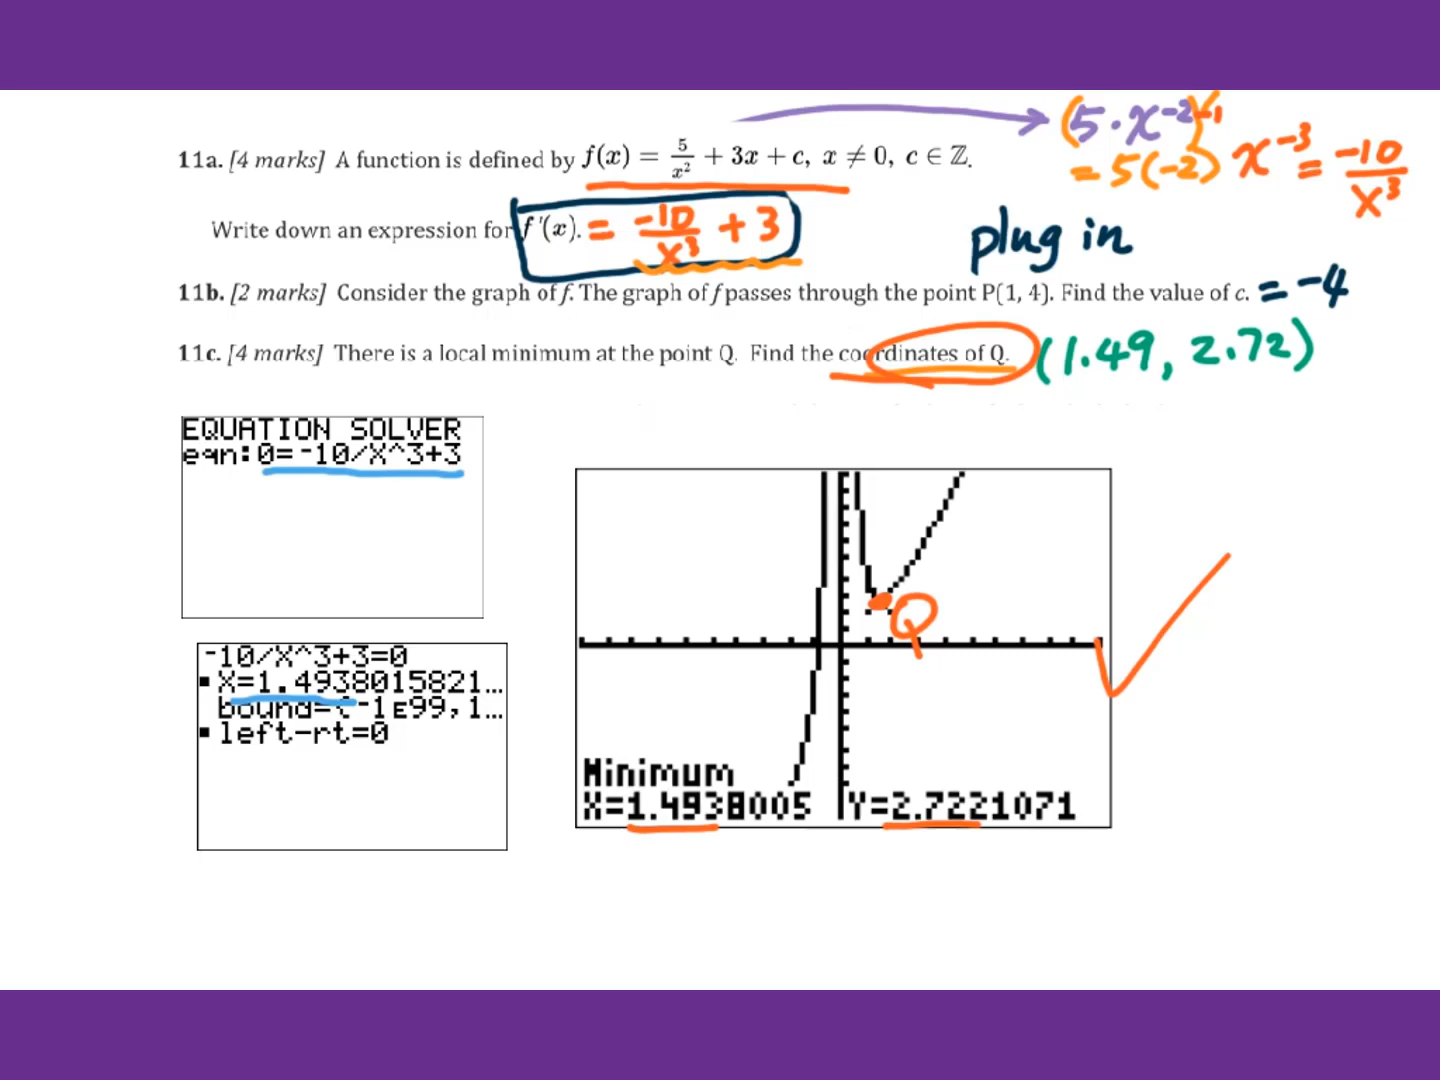 (5·x⁻²)⁻¹
11a. [4 marks] A function is defined by f(x) = 5/x² + 3x + c, x ≠ 0, c ∈ ℤ.
= 5(-2) x⁻³ = -10/x³
Write down an expression for f'(x). = -10/x³ + 3
plug in
11b. [2 marks] Consider the graph of f. The graph of f passes through the point P(1, 4). Find the value of c. = -4
11c. [4 marks] There is a local minimum at the point Q. Find the coordinates of Q. (1.49, 2.72)
EQUATION SOLVER
eqn:0=-10/X^3+3
Q
-10/X^3+3=0
▪X=1.4938015821…
bound={-1E99,1…
▪left-rt=0
Minimum
X=1.4938005 Y=2.7221071